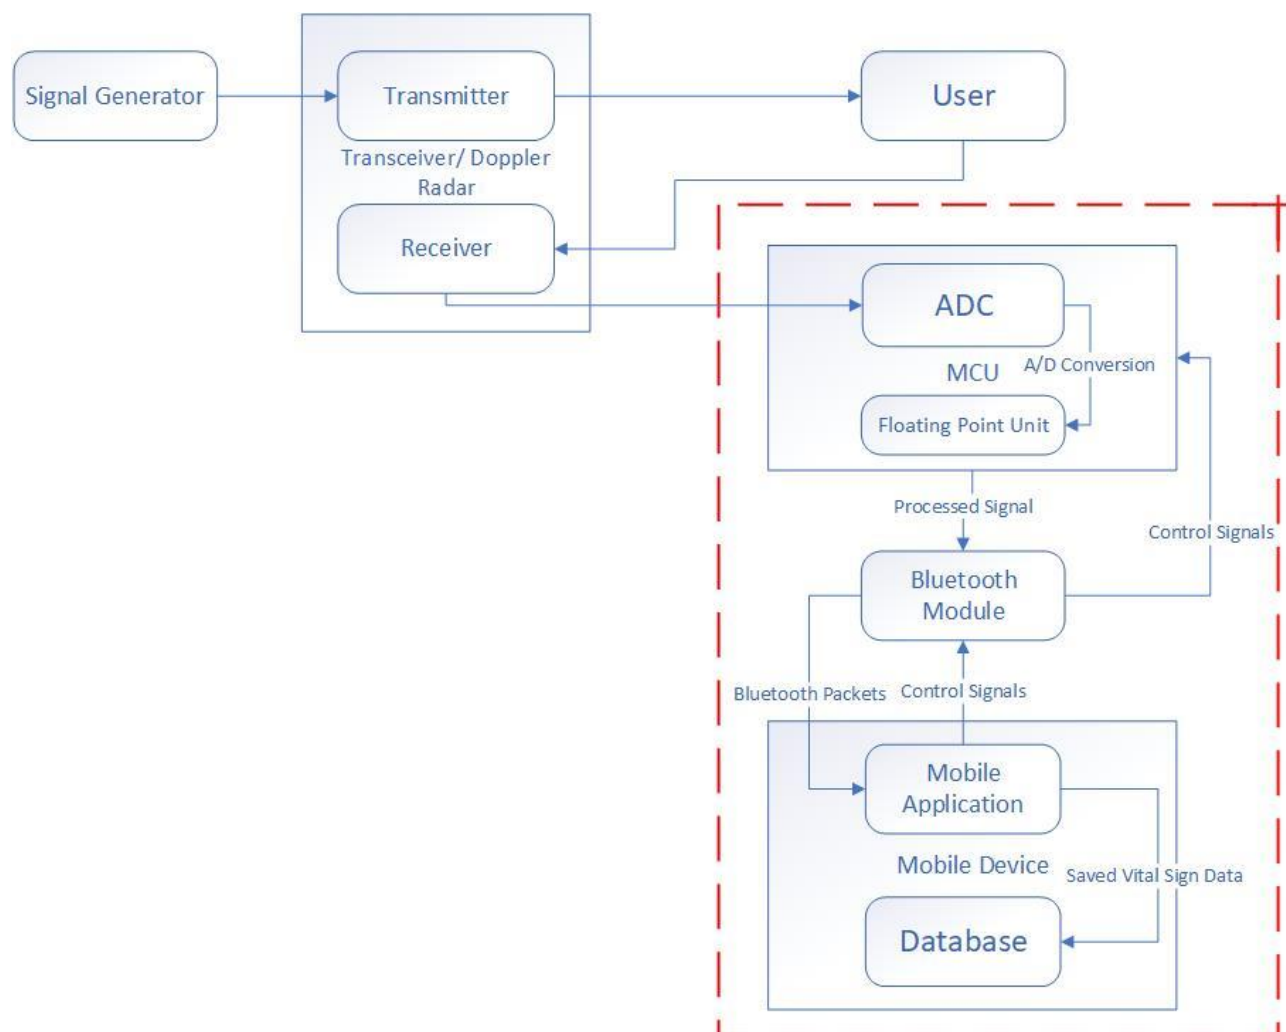 Signal Generator
Transmitter
User
Transceiver/ Doppler
Radar
Receiver
ADC
MCU
A/D Conversion
Floating Point Unit
Processed Signal
Control Signals
Bluetooth
Module
Bluetooth Packets
Control Signals
Mobile
Application
Mobile Device
Saved Vital Sign Data
Database